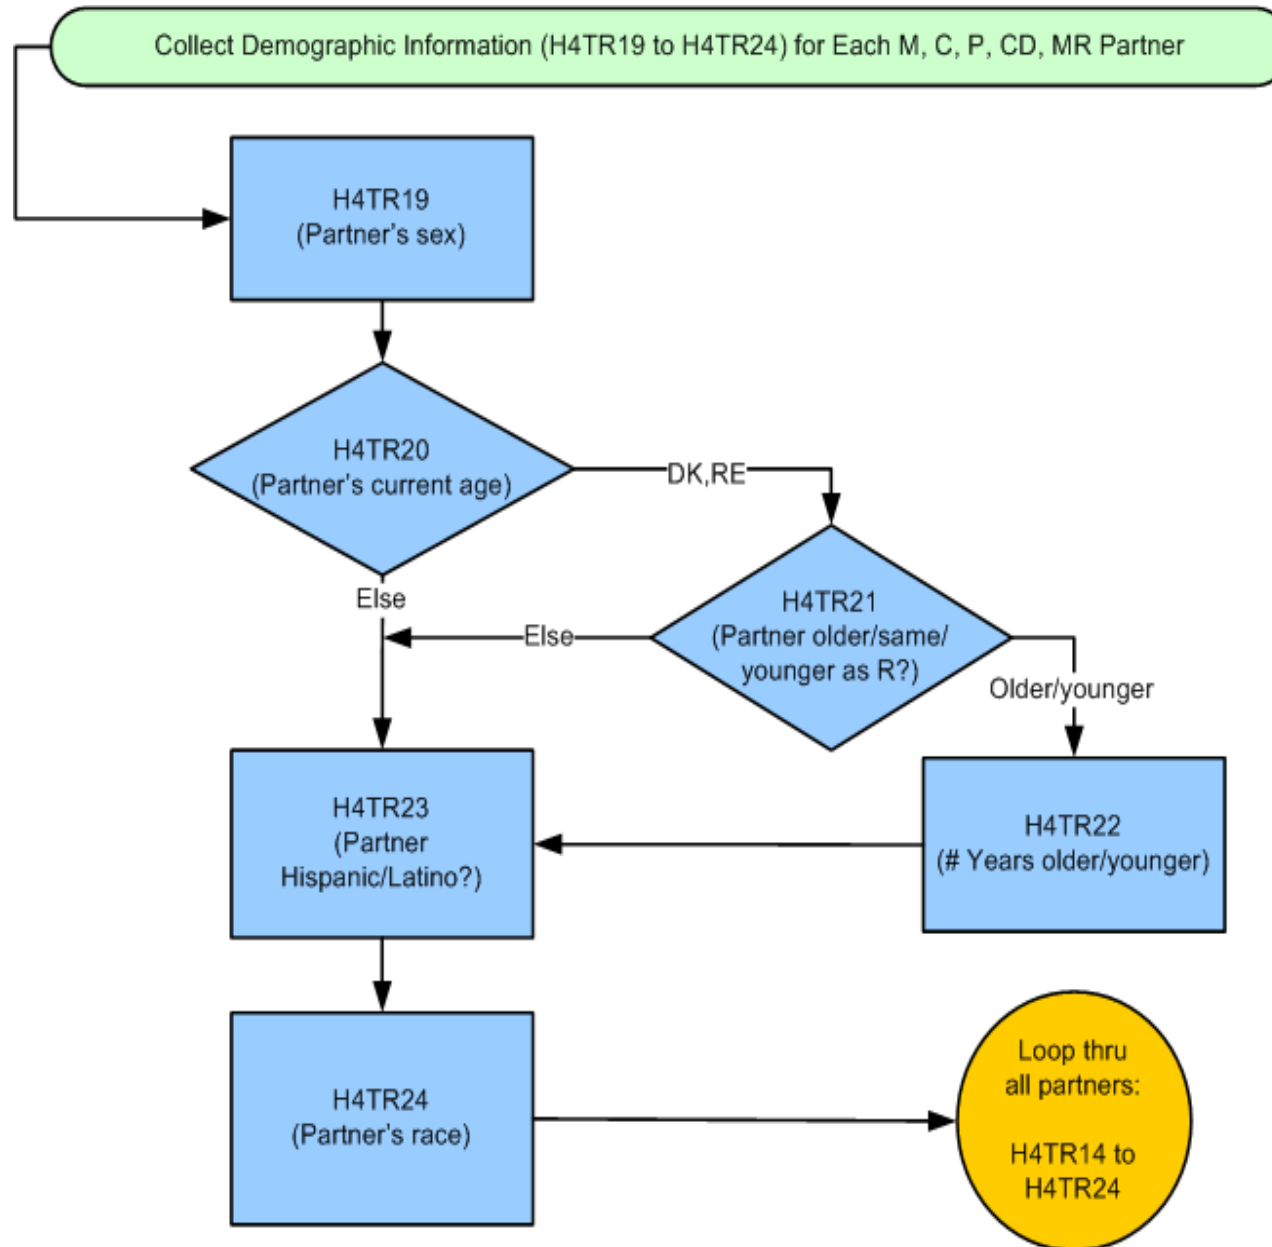 Collect Demographic Information (H4TR19 to H4TR24) for Each M, C, P, CD, MR Partner
H4TR19
(Partner's sex)
H4TR20
(Partner's current age)
DK,RE
Else
H4TR21
(Partner older/same/
younger as R?)
Else
Older/younger
H4TR22
(# Years older/younger)
H4TR23
(Partner
Hispanic/Latino?)
H4TR24
(Partner's race)
Loop thru
all partners:
H4TR14 to
H4TR24